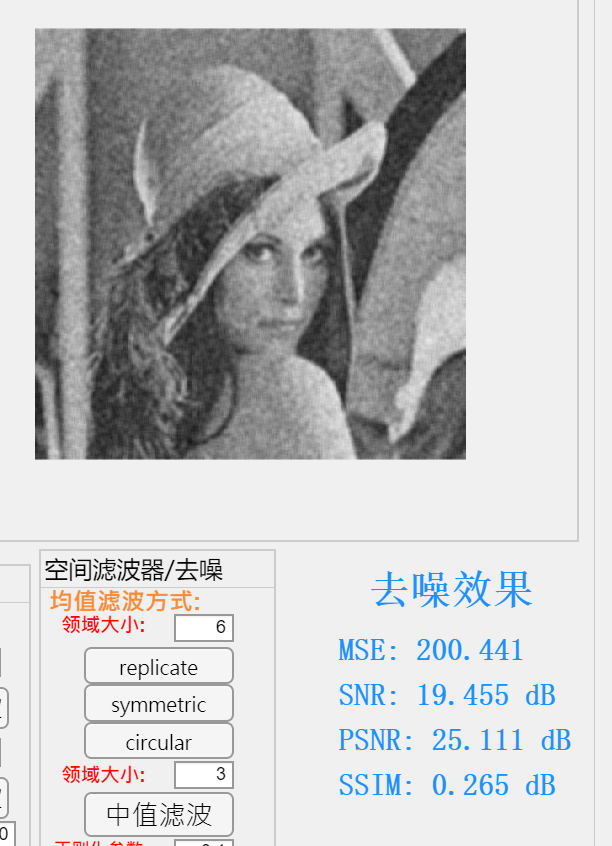 空间滤波器/去噪
均值滤波方式:
领域大小: 6
replicate
symmetric
circular
领域大小: 3
中值滤波
去噪效果
MSE: 200.441
SNR: 19.455 dB
PSNR: 25.111 dB
SSIM: 0.265 dB